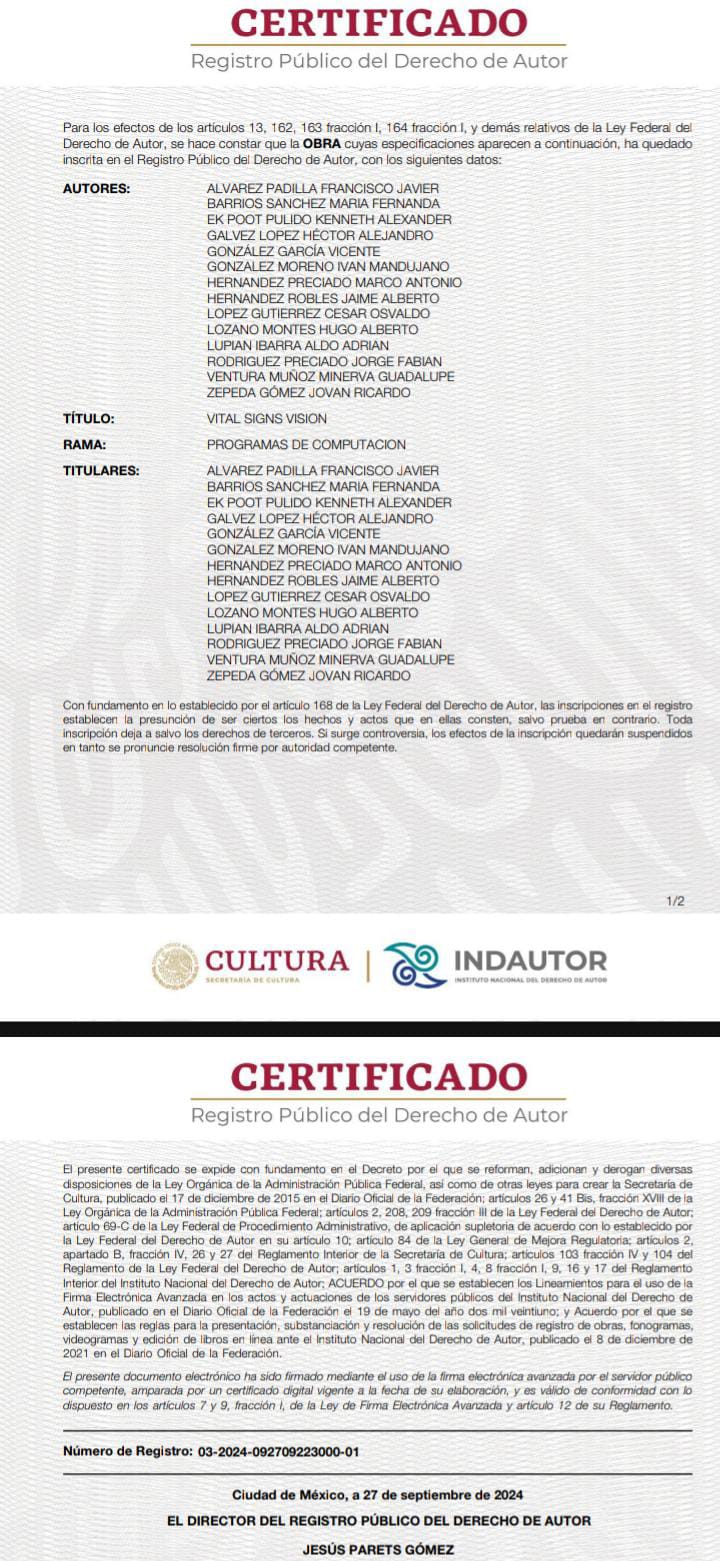 CERTIFICADO
Registro Público del Derecho de Autor
Para los efectos de los artículos 13, 162, 163 fracción I, 164 fracción I, y demás relativos de la Ley Federal del
Derecho de Autor, se hace constar que la OBRA cuyas especificaciones aparecen a continuación, ha quedado
inscrita en el Registro Público del Derecho de Autor, con los siguientes datos:
AUTORES: ALVAREZ PADILLA FRANCISCO JAVIER
BARRIOS SANCHEZ MARIA FERNANDA
EK POOT PULIDO KENNETH ALEXANDER
GALVEZ LOPEZ HÉCTOR ALEJANDRO
GONZÁLEZ GARCÍA VICENTE
GONZALEZ MORENO IVAN MANDUJANO
HERNANDEZ PRECIADO MARCO ANTONIO
HERNANDEZ ROBLES JAIME ALBERTO
LOPEZ GUTIERREZ CESAR OSVALDO
LOZANO MONTES HUGO ALBERTO
LUPIAN IBARRA ALDO ADRIAN
RODRIGUEZ PRECIADO JORGE FABIAN
VENTURA MUÑOZ MINERVA GUADALUPE
ZEPEDA GÓMEZ JOVAN RICARDO
TÍTULO: VITAL SIGNS VISION
RAMA: PROGRAMAS DE COMPUTACION
TITULARES: ALVAREZ PADILLA FRANCISCO JAVIER
BARRIOS SANCHEZ MARIA FERNANDA
EK POOT PULIDO KENNETH ALEXANDER
GALVEZ LOPEZ HÉCTOR ALEJANDRO
GONZÁLEZ GARCÍA VICENTE
GONZALEZ MORENO IVAN MANDUJANO
HERNANDEZ PRECIADO MARCO ANTONIO
HERNANDEZ ROBLES JAIME ALBERTO
LOPEZ GUTIERREZ CESAR OSVALDO
LOZANO MONTES HUGO ALBERTO
LUPIAN IBARRA ALDO ADRIAN
RODRIGUEZ PRECIADO JORGE FABIAN
VENTURA MUÑOZ MINERVA GUADALUPE
ZEPEDA GÓMEZ JOVAN RICARDO
Con fundamento en lo establecido por el artículo 168 de la Ley Federal del Derecho de Autor, las inscripciones en el registro
establecen la presunción de ser ciertos los hechos y actos que en ellas consten, salvo prueba en contrario. Toda
inscripción deja a salvo los derechos de terceros. Si surge controversia, los efectos de la inscripción quedarán suspendidos
en tanto se pronuncie resolución firme por autoridad competente.
1/2
CULTURA
SECRETARÍA DE CULTURA
INDAUTOR
INSTITUTO NACIONAL DEL DERECHO DE AUTOR
CERTIFICADO
Registro Público del Derecho de Autor
El presente certificado se expide con fundamento en el Decreto por el que se reforman, adicionan y derogan diversas
disposiciones de la Ley Orgánica de la Administración Pública Federal, así como de otras leyes para crear la Secretaría de
Cultura, publicado el 17 de diciembre de 2015 en el Diario Oficial de la Federación; artículos 26 y 41 Bis, fracción XVIII de la
Ley Orgánica de la Administración Pública Federal; artículos 2, 208, 209 fracción III de la Ley Federal del Derecho de Autor;
artículo 69-C de la Ley Federal de Procedimiento Administrativo, de aplicación supletoria de acuerdo con lo establecido por
la Ley Federal del Derecho de Autor en su artículo 10; artículo 84 de la Ley General de Mejora Regulatoria; artículos 2,
apartado B, fracción IV, 26 y 27 del Reglamento Interior de la Secretaría de Cultura; artículos 103 fracción IV y 104 del
Reglamento de la Ley Federal del Derecho de Autor; artículos 1, 3 fracción I, 4, 8 fracción I, 9, 16 y 17 del Reglamento
Interior del Instituto Nacional del Derecho de Autor; ACUERDO por el que se establecen los Lineamientos para el uso de la
Firma Electrónica Avanzada en los actos y actuaciones de los servidores públicos del Instituto Nacional del Derecho de
Autor, publicado en el Diario Oficial de la Federación el 19 de mayo del año dos mil veintiuno; y Acuerdo por el que se
establecen las reglas para la presentación, substanciación y resolución de las solicitudes de registro de obras, fonogramas,
videogramas y edición de libros en línea ante el Instituto Nacional del Derecho de Autor, publicado el 8 de diciembre de
2021 en el Diario Oficial de la Federación.
El presente documento electrónico ha sido firmado mediante el uso de la firma electrónica avanzada por el servidor público
competente, amparada por un certificado digital vigente a la fecha de su elaboración, y es válido de conformidad con lo
dispuesto en los artículos 7 y 9, fracción I, de la Ley de Firma Electrónica Avanzada y artículo 12 de su Reglamento.
Número de Registro: 03-2024-092709223000-01
Ciudad de México, a 27 de septiembre de 2024
EL DIRECTOR DEL REGISTRO PÚBLICO DEL DERECHO DE AUTOR
JESÚS PARETS GÓMEZ